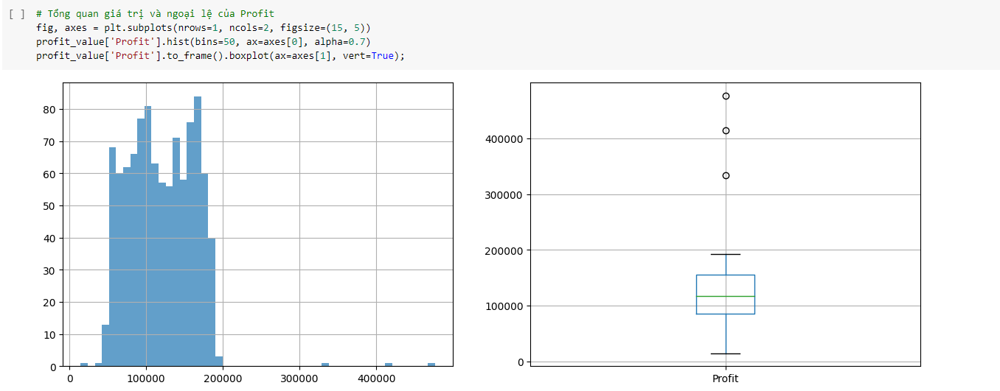 [ ] # Tổng quan giá trị và ngoại lệ của Profit
fig, axes = plt.subplots(nrows=1, ncols=2, figsize=(15, 5))
profit_value['Profit'].hist(bins=50, ax=axes[0], alpha=0.7)
profit_value['Profit'].to_frame().boxplot(ax=axes[1], vert=True);
80
70
60
50
40
30
20
10
0
0 100000 200000 300000 400000
400000
300000
200000
100000
0
Profit